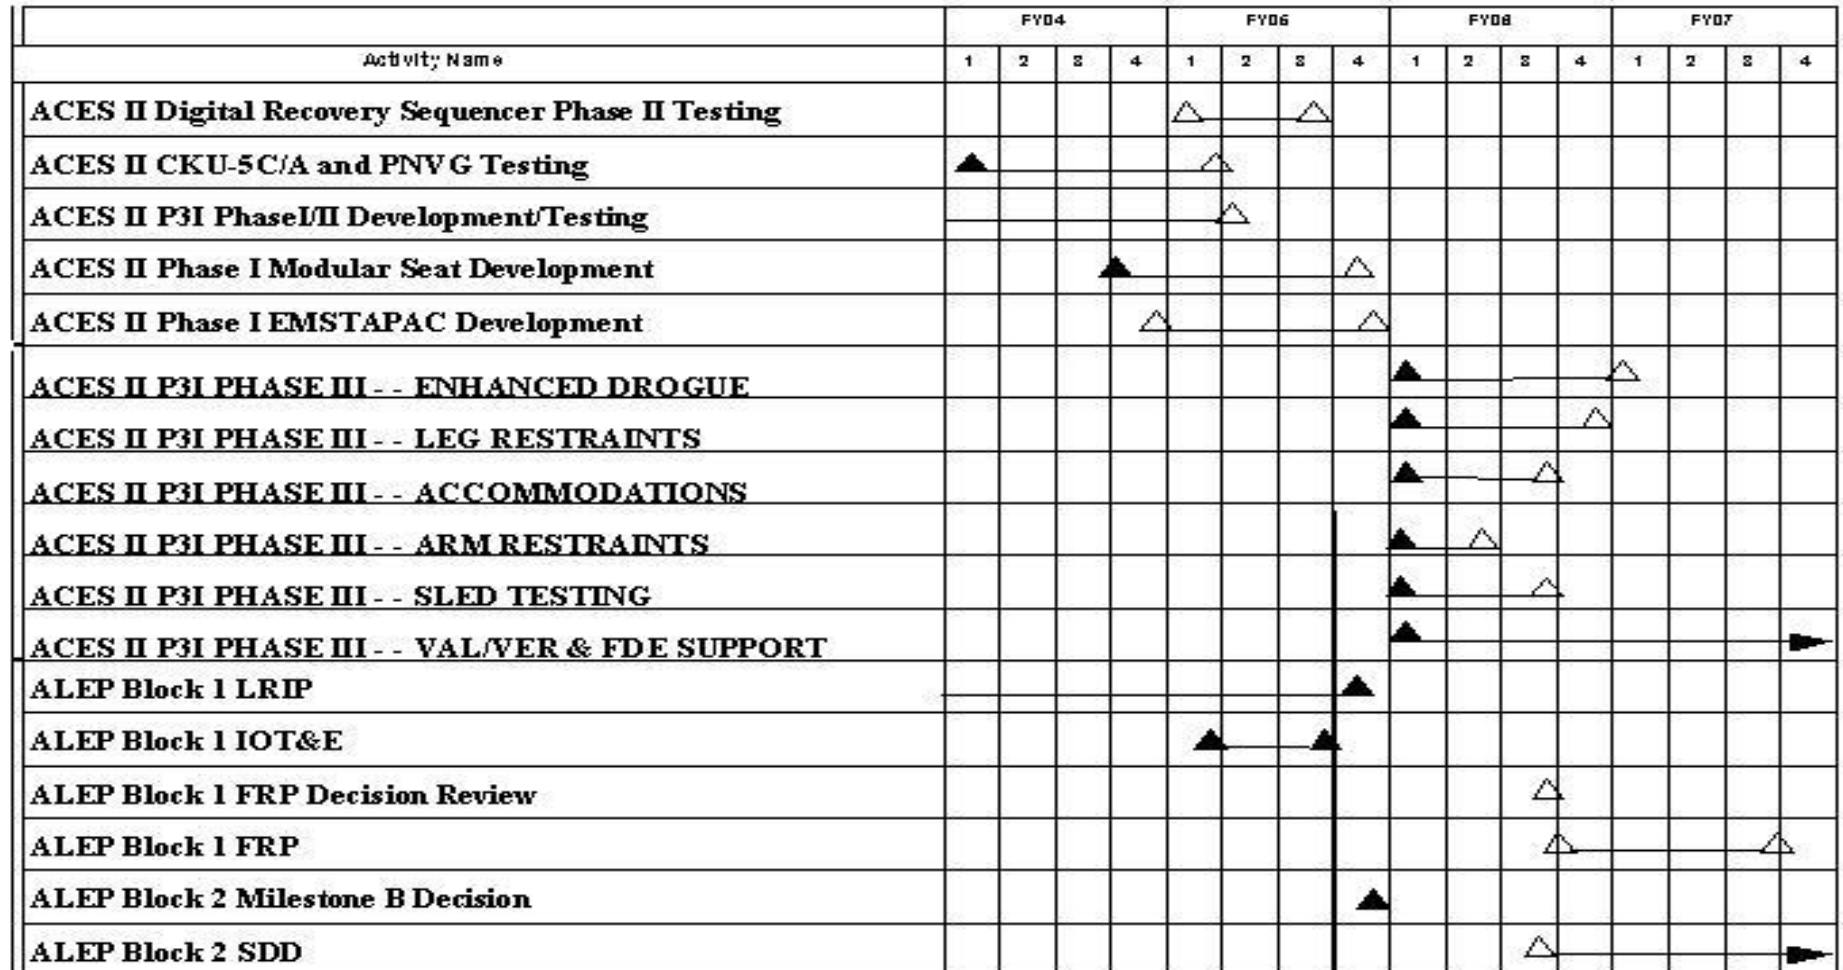 FY04 FY05 FY06 FY07
Activity Name 1 2 3 4 1 2 3 4 1 2 3 4 1 2 3 4
ACES II Digital Recovery Sequencer Phase II Testing
ACES II CKU-5C/A and PNVG Testing
ACES II P3I PhaseI/II Development/Testing
ACES II Phase I Modular Seat Development
ACES II Phase I EMSTAPAC Development
ACES II P3I PHASE III - - ENHANCED DROGUE
ACES II P3I PHASE III - - LEG RESTRAINTS
ACES II P3I PHASE III - - ACCOMMODATIONS
ACES II P3I PHASE III - - ARM RESTRAINTS
ACES II P3I PHASE III - - SLED TESTING
ACES II P3I PHASE III - - VAL/VER & FDE SUPPORT
ALEP Block 1 LRIP
ALEP Block 1 IOT&E
ALEP Block 1 FRP Decision Review
ALEP Block 1 FRP
ALEP Block 2 Milestone B Decision
ALEP Block 2 SDD